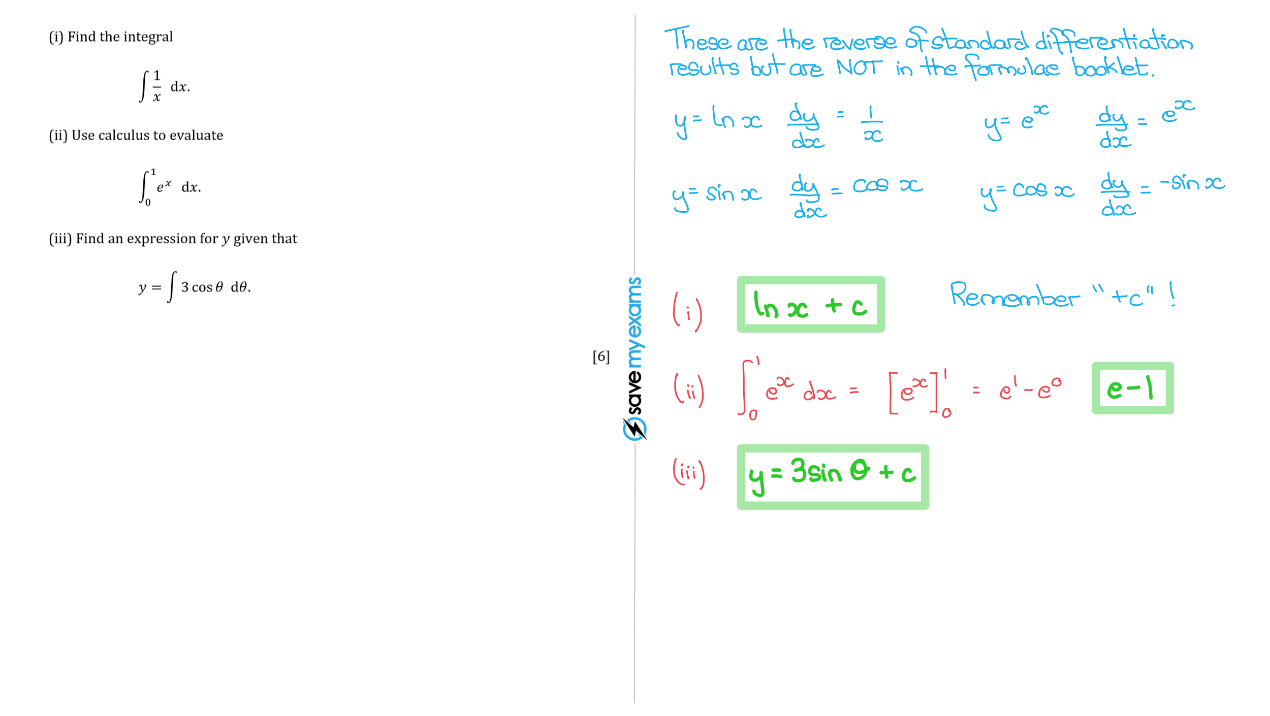 (i) Find the integral
∫ 1/x dx.
(ii) Use calculus to evaluate
∫₀¹ eˣ dx.
(iii) Find an expression for y given that
y = ∫ 3 cos θ dθ.
[6]
savemyexams
These are the reverse of standard differentiation
results but are NOT in the formulae booklet.
y = ln x dy/dx = 1/x y = eˣ dy/dx = eˣ
y = sin x dy/dx = cos x y = cos x dy/dx = -sin x
(i) ln x + c Remember "+c" !
(ii) ∫₀¹ eˣ dx = [eˣ]₀¹ = e¹ - e⁰ e - 1
(iii) y = 3sin θ + c